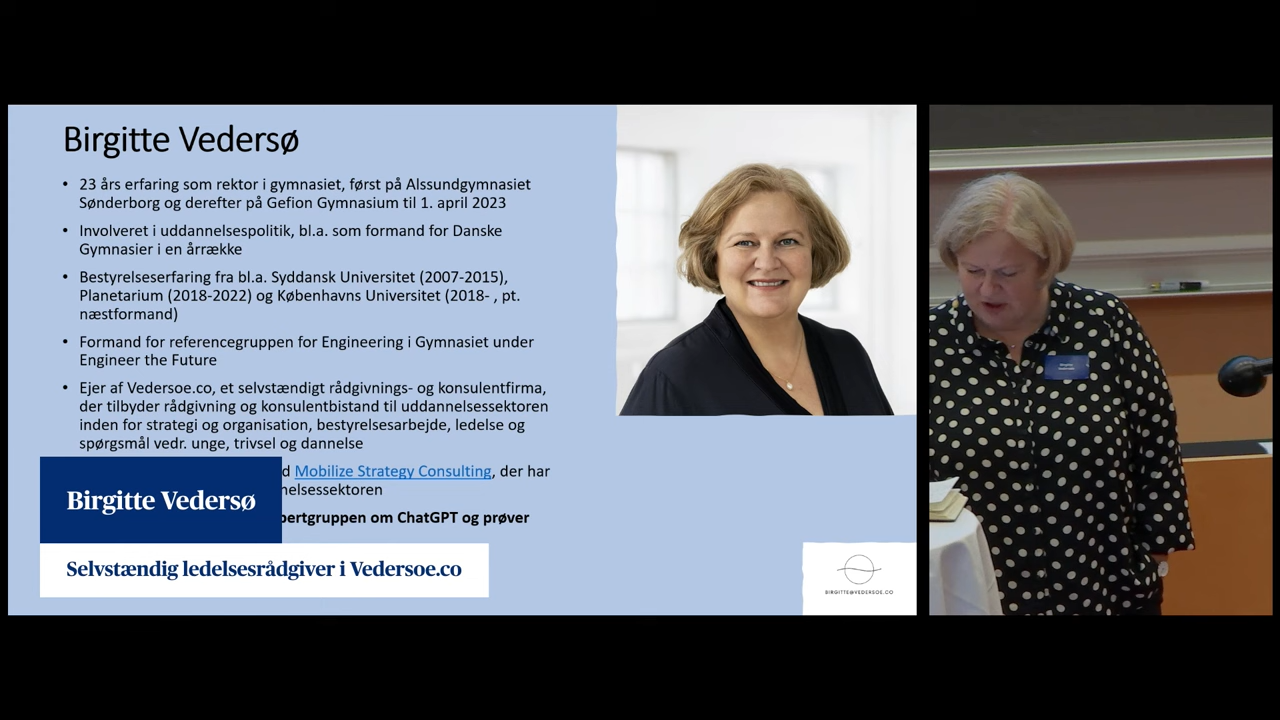 Birgitte Vedersø
• 23 års erfaring som rektor i gymnasiet, først på Alssundgymnasiet
Sønderborg og derefter på Gefion Gymnasium til 1. april 2023
• Involveret i uddannelsespolitik, bl.a. som formand for Danske
Gymnasier i en årrække
• Bestyrelseserfaring fra bl.a. Syddansk Universitet (2007-2015),
Planetarium (2018-2022) og Københavns Universitet (2018- , pt.
næstformand)
• Formand for referencegruppen for Engineering i Gymnasiet under
Engineer the Future
• Ejer af Vedersoe.co, et selvstændigt rådgivnings- og konsulentfirma,
der tilbyder rådgivning og konsulentbistand til uddannelsessektoren
inden for strategi og organisation, bestyrelsesarbejde, ledelse og
spørgsmål vedr. unge, trivsel og dannelse
Mobilize Strategy Consulting, der har
om ChatGPT og prøver
Birgitte Vedersø
Selvstændig ledelsesrådgiver i Vedersoe.co
BIRGITTE@VEDERSOE.CO